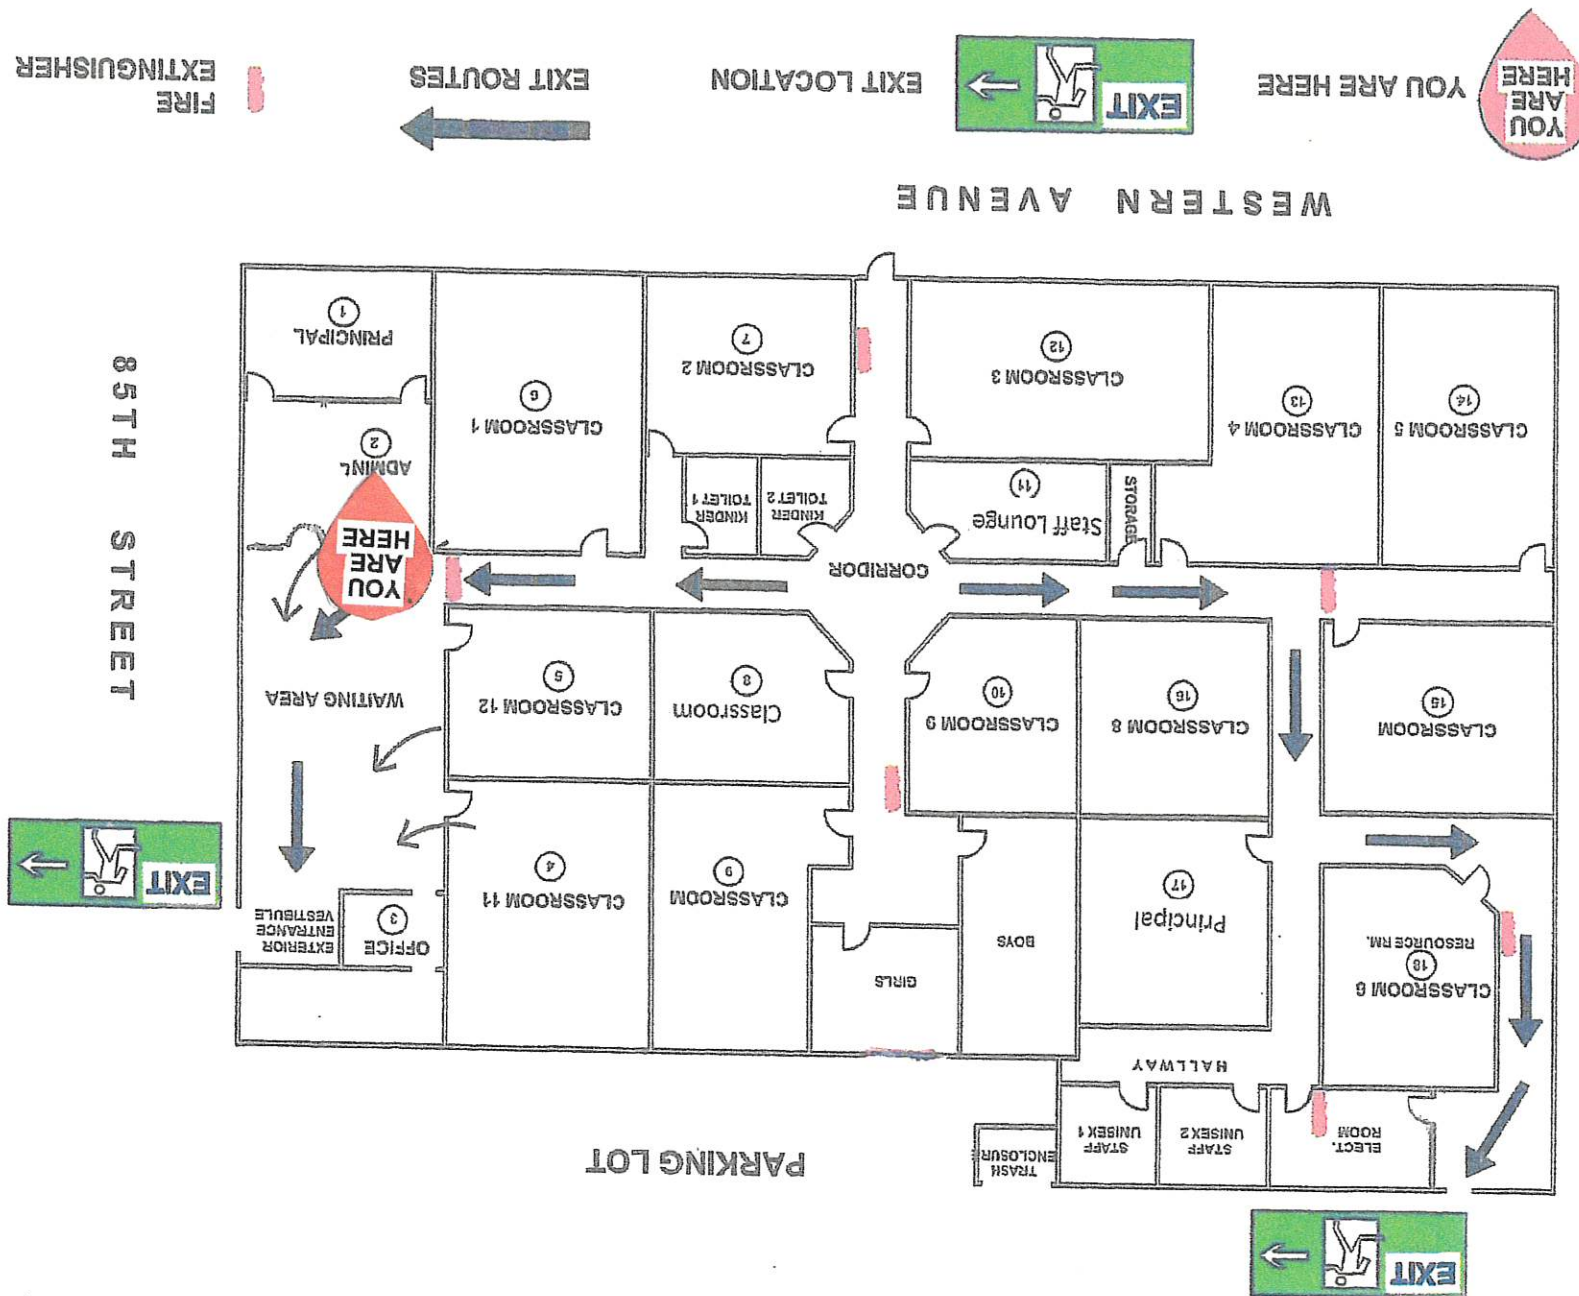 EXIT
PARKING LOT
ELECT.
ROOM
STAFF
UNISEX 2
STAFF
UNISEX 1
TRASH
ENCLOSURE
HALLWAY
CLASSROOM 6
18
RESOURCE RM.
Principal
17
BOYS
GIRLS
CLASSROOM
9
CLASSROOM 11
4
OFFICE
3
EXTERIOR
ENTRANCE
VESTIBULE
EXIT
CLASSROOM
15
CLASSROOM 8
16
CLASSROOM 9
10
Classroom
8
CLASSROOM 12
5
WAITING AREA
85TH STREET
CORRIDOR
YOU
ARE
HERE
ADMIN'L
2
CLASSROOM 5
14
CLASSROOM 4
13
STORAGE
Staff Lounge
11
CLASSROOM 3
12
KINDER
TOILET 2
KINDER
TOILET 1
CLASSROOM 2
7
CLASSROOM 1
6
PRINCIPAL
1
WESTERN AVENUE
YOU
ARE
HERE
YOU ARE HERE
EXIT
EXIT LOCATION
EXIT ROUTES
FIRE
EXTINGUISHER